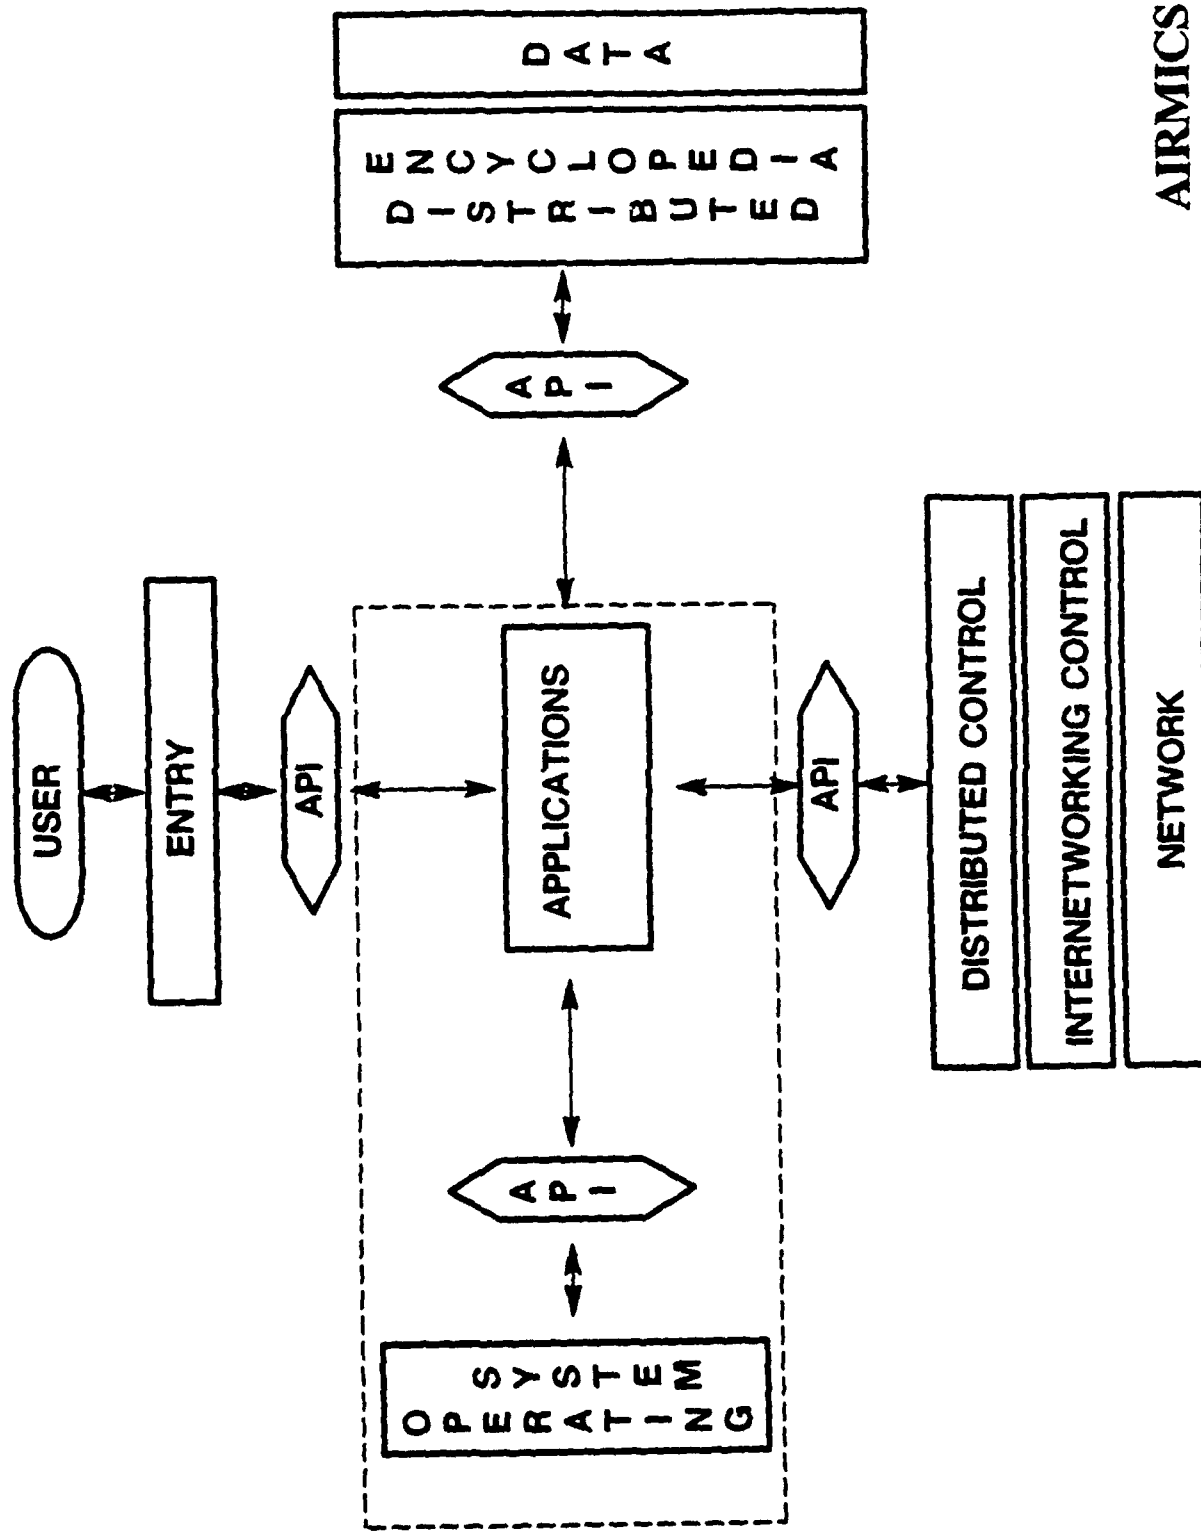 USER
ENTRY
API
OPERATING
SYSTEM
API
APPLICATIONS
API
DISTRIBUTED
ENCYCLOPEDIA
DATA
API
DISTRIBUTED CONTROL
INTERNETWORKING CONTROL
NETWORK
AIRMICS